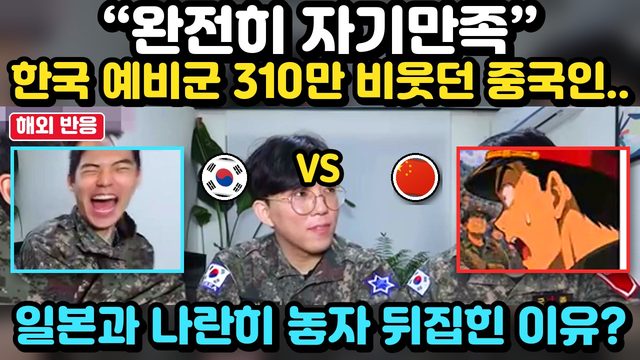 “완전히 자기만족”
한국 예비군 310만 비웃던 중국인..
해외 반응
VS
일본과 나란히 놓자 뒤집힌 이유?